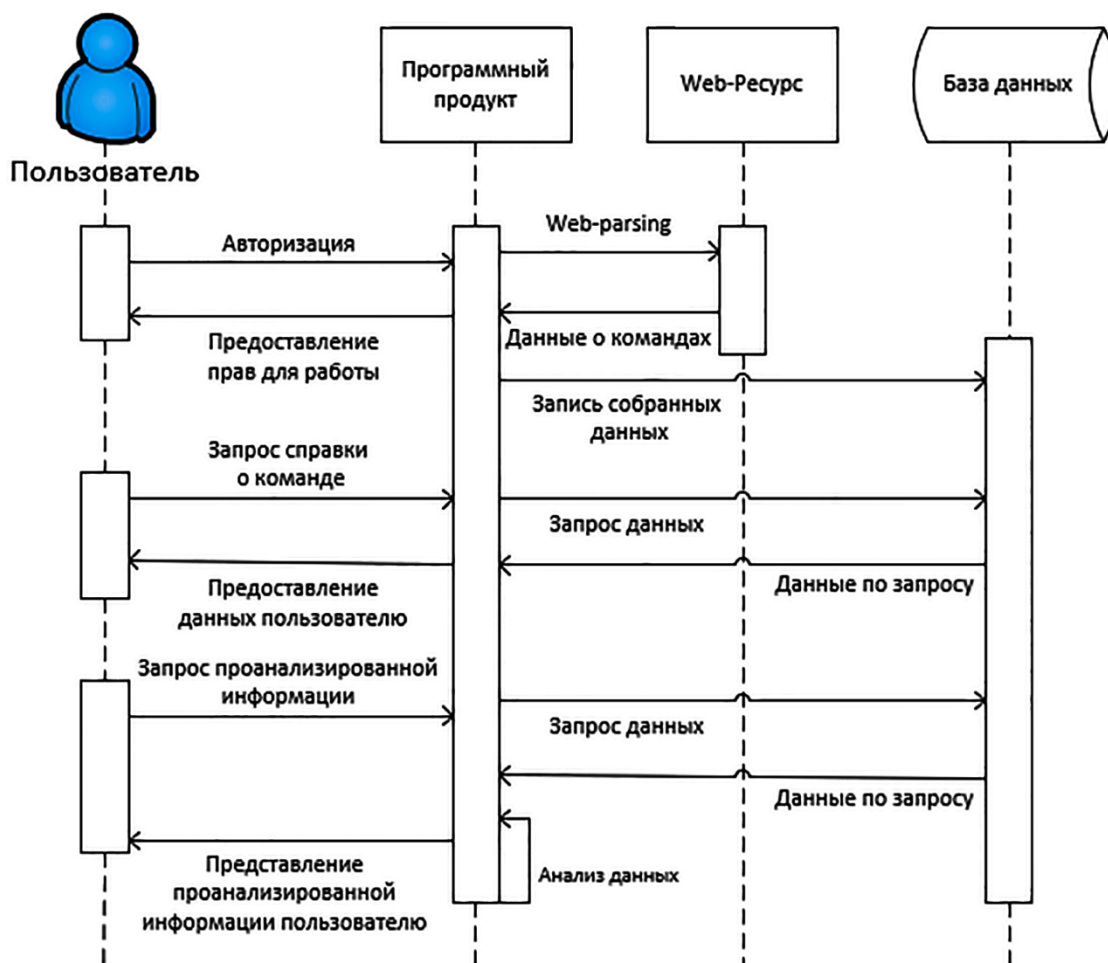 Программный
продукт
Web-Ресурс
База данных
Пользователь
Авторизация
Web-parsing
Предоставление
прав для работы
Данные о командах
Запись собранных
данных
Запрос справки
о команде
Запрос данных
Предоставление
данных пользователю
Данные по запросу
Запрос проанализированной
информации
Запрос данных
Данные по запросу
Представление
проанализированной
информации пользователю
Анализ данных